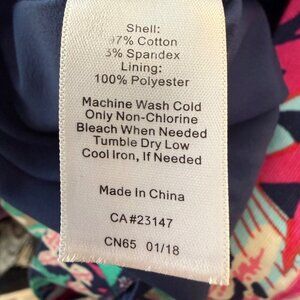 Shell:
97% Cotton
3% Spandex
Lining:
100% Polyester
Machine Wash Cold
Only Non-Chlorine
Bleach When Needed
Tumble Dry Low
Cool Iron, If Needed
Made In China
CA#23147
CN65 01/18